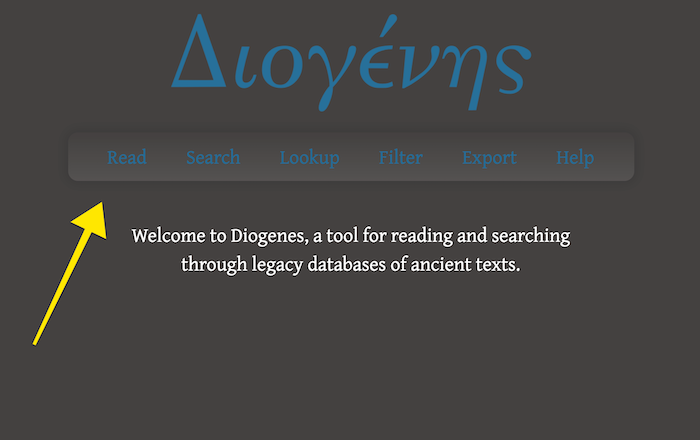 Διογένης
Read Search Lookup Filter Export Help
Welcome to Diogenes, a tool for reading and searching
through legacy databases of ancient texts.